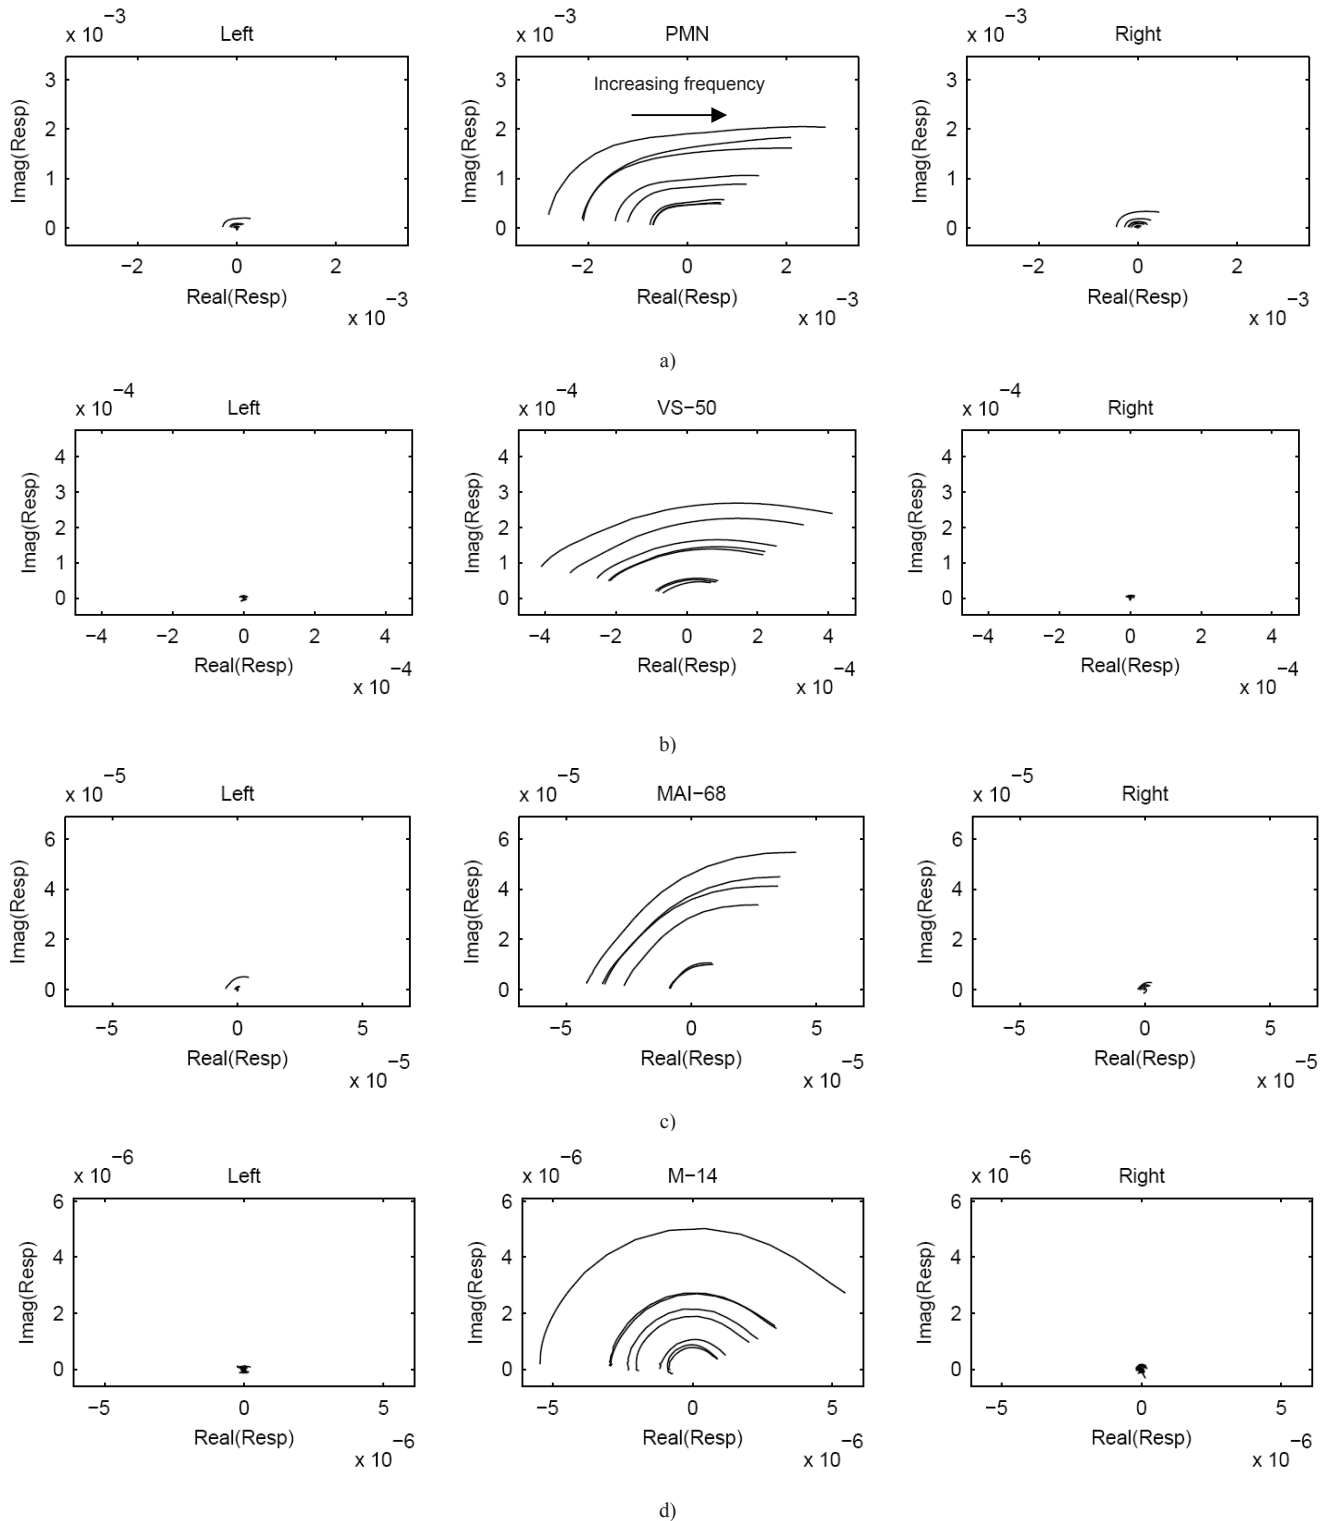 x 10−3 Left
Imag(Resp)
3
2
1
0
−2 0 2
Real(Resp)
x 10−3
x 10−3 PMN
Increasing frequency
Imag(Resp)
3
2
1
0
−2 0 2
Real(Resp)
x 10−3
x 10−3 Right
Imag(Resp)
3
2
1
0
−2 0 2
Real(Resp)
x 10−3
a)
x 10−4 Left
Imag(Resp)
4
3
2
1
0
−4 −2 0 2 4
Real(Resp)
x 10−4
x 10−4 VS−50
Imag(Resp)
4
3
2
1
0
−4 −2 0 2 4
Real(Resp)
x 10−4
x 10−4 Right
Imag(Resp)
4
3
2
1
0
−4 −2 0 2 4
Real(Resp)
x 10−4
b)
x 10−5 Left
Imag(Resp)
6
4
2
0
−5 0 5
Real(Resp)
x 10−5
x 10−5 MAI−68
Imag(Resp)
6
4
2
0
−5 0 5
Real(Resp)
x 10−5
x 10−5 Right
Imag(Resp)
6
4
2
0
−5 0 5
Real(Resp)
x 10−5
c)
x 10−6 Left
Imag(Resp)
6
4
2
0
−5 0 5
Real(Resp)
x 10−6
x 10−6 M−14
Imag(Resp)
6
4
2
0
−5 0 5
Real(Resp)
x 10−6
x 10−6 Right
Imag(Resp)
6
4
2
0
−5 0 5
Real(Resp)
x 10−6
d)